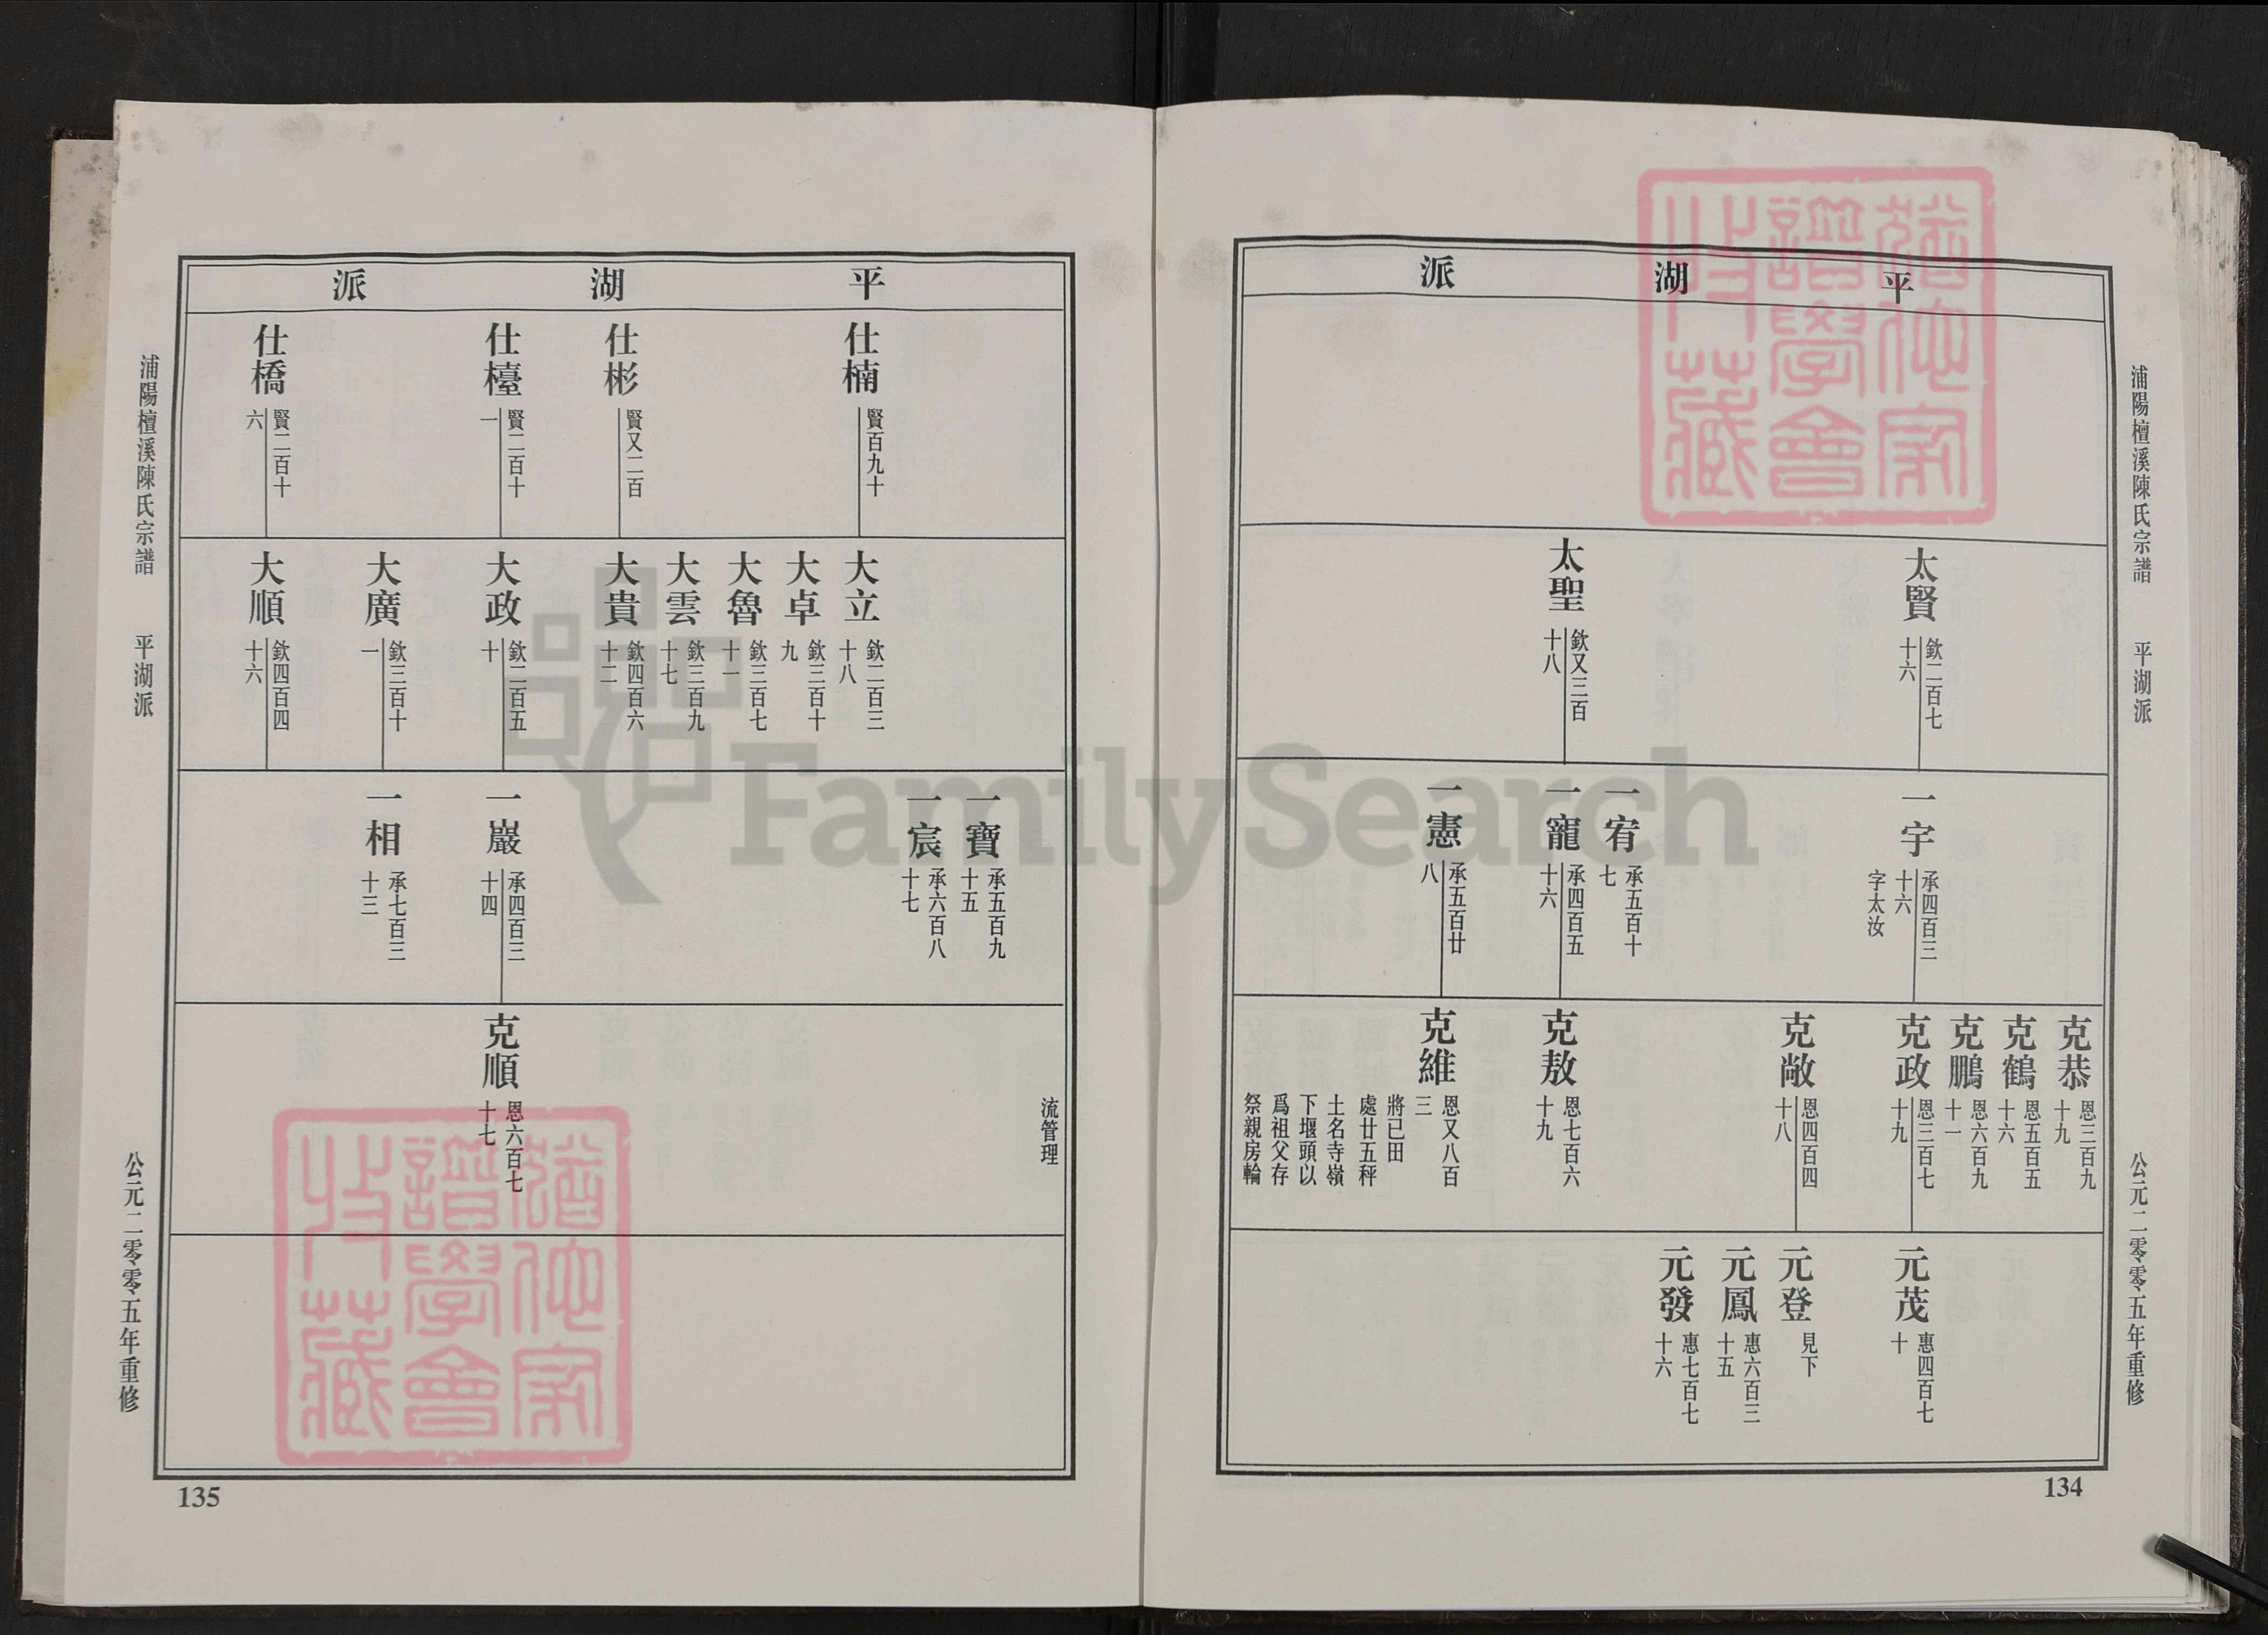 浦陽檀溪陳氏宗譜 平湖派 公元二零零五年重修
平湖派
太賢
欽二百七
十六
太聖
欽又三百
十八
一宇
承四百三
十六
字太汝
一宥
承五百十
七
一寵
承四百五
十六
一憲
承五百廿
八
克恭
恩三百九
十九
克鶴
恩五百五
十六
克鵬
恩六百九
十一
克政
恩三百七
十九
克敞
恩四百四
十八
克敖
恩七百六
十九
克維
恩又八百
三
將已田
處廿五秤
土名寺嶺
下堰頭以
爲祖父存
祭親房輪
元茂
惠四百七
十
元登
見下
元鳳
惠六百三
十五
元發
惠七百七
十六
134
平湖派
仕楠
賢百九十
仕彬
賢又二百
仕檯
賢二百十
一
仕橋
賢二百十
六
大立
欽二百三
十八
大卓
欽三百十
九
大魯
欽三百七
十一
大雲
欽三百九
十七
大貴
欽四百六
十二
大政
欽二百五
十
大廣
欽三百十
一
大順
欽四百四
十六
一寶
承五百九
十五
一宸
承六百八
十七
一巖
承四百三
十四
一相
承七百三
十三
流管理
克順
恩六百七
十七
浦陽檀溪陳氏宗譜 平湖派 公元二零零五年重修
135
FamilySearch